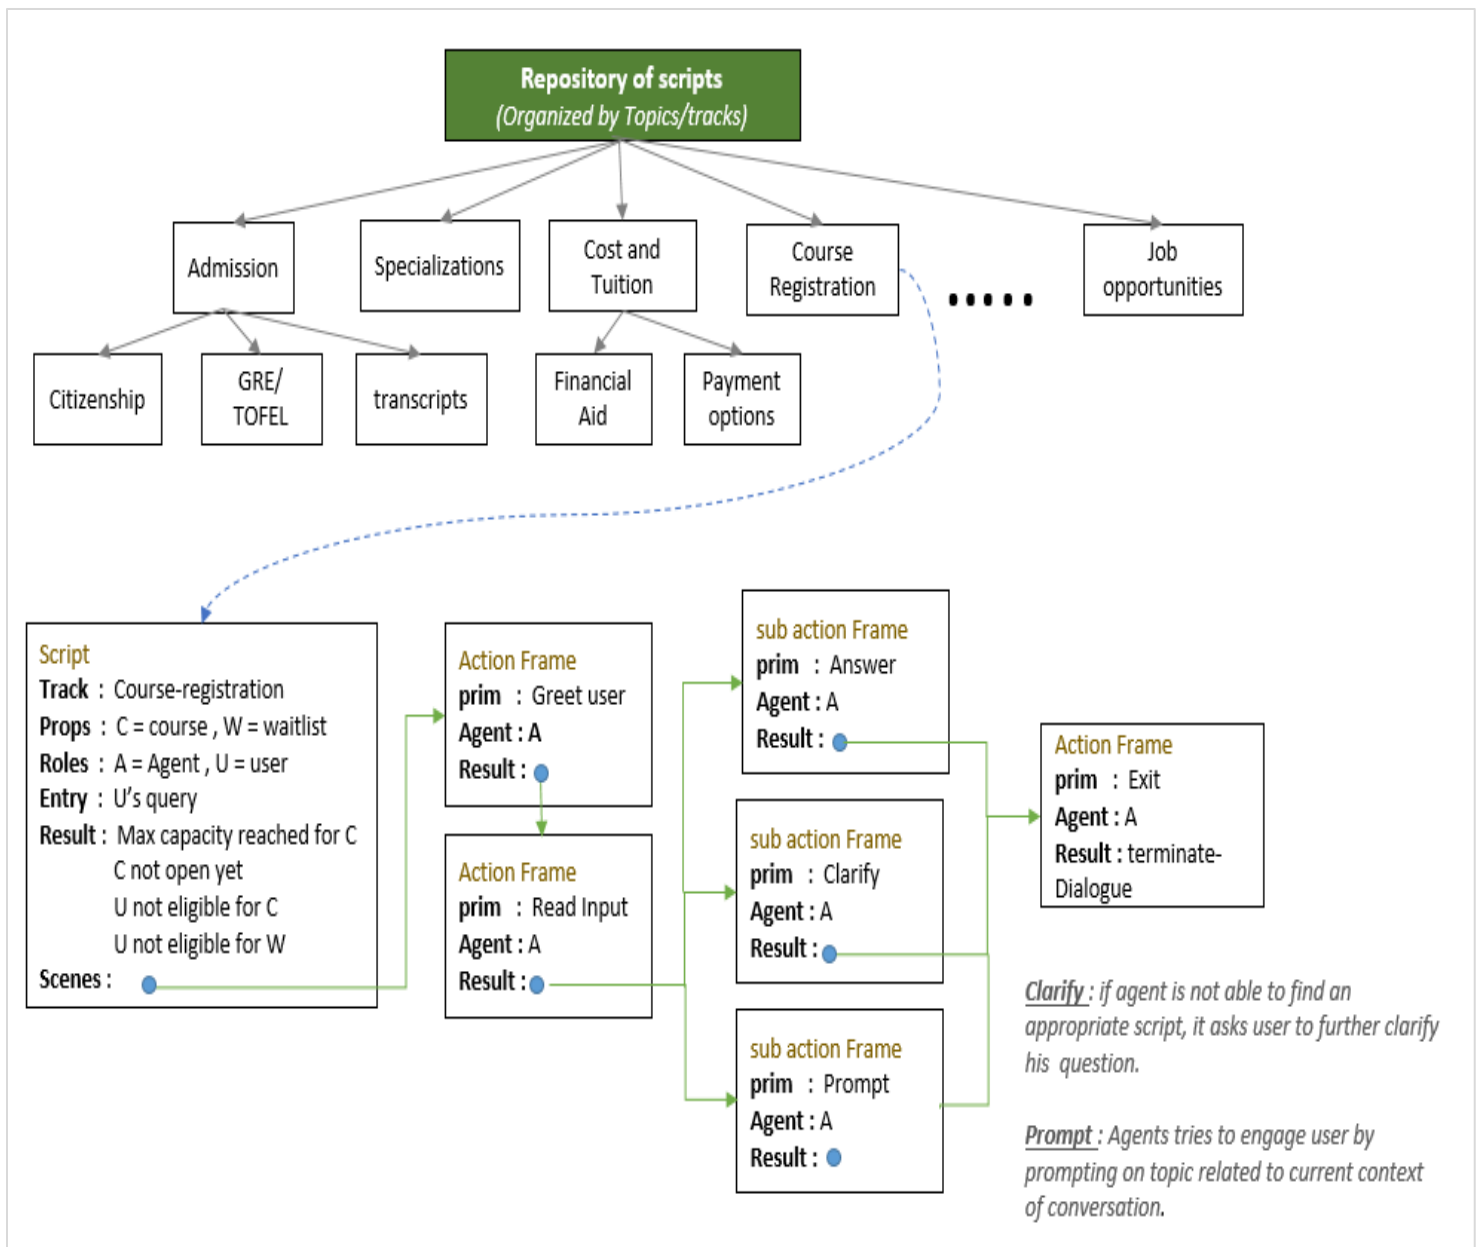 Repository of scripts
(Organized by Topics/tracks)
Admission
Specializations
Cost and
Tuition
Course
Registration
Job
opportunities
Citizenship
GRE/
TOFEL
transcripts
Financial
Aid
Payment
options
Script
Track : Course-registration
Props : C = course , W = waitlist
Roles : A = Agent , U = user
Entry : U's query
Result : Max capacity reached for C
C not open yet
U not eligible for C
U not eligible for W
Scenes :
Action Frame
prim : Greet user
Agent : A
Result :
Action Frame
prim : Read Input
Agent : A
Result :
sub action Frame
prim : Answer
Agent : A
Result :
sub action Frame
prim : Clarify
Agent : A
Result :
sub action Frame
prim : Prompt
Agent : A
Result :
Action Frame
prim : Exit
Agent : A
Result : terminate-
Dialogue
Clarify : if agent is not able to find an
appropriate script, it asks user to further clarify
his question.
Prompt : Agents tries to engage user by
prompting on topic related to current context
of conversation.